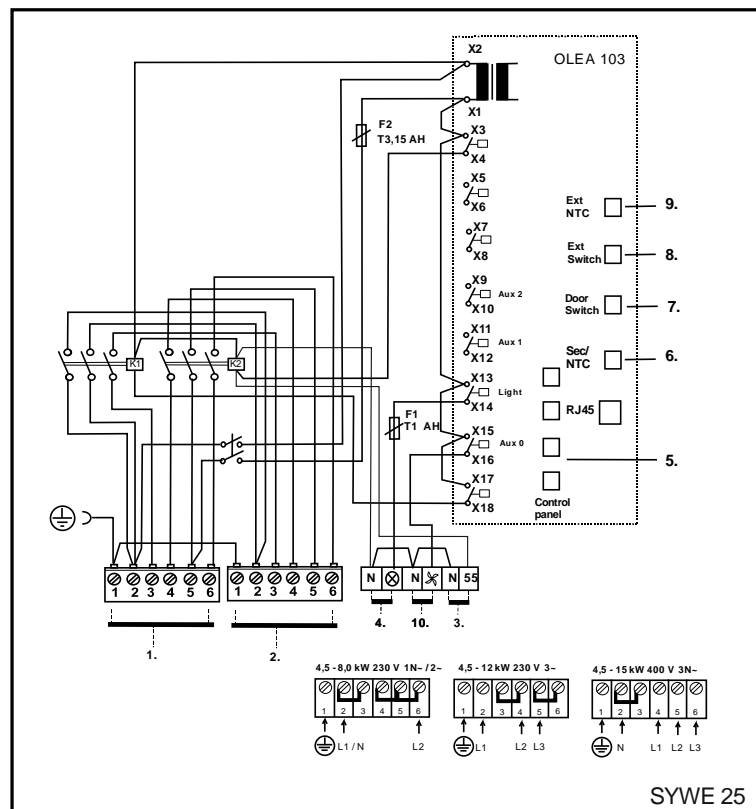 X2
OLEA 103
X1
F2
T3,15 AH
X3
X4
X5
X6
Ext
NTC
9.
X7
X8
Ext
Switch
8.
X9
X10
Aux 2
Door
Switch
7.
X11
X12
Aux 1
K1
K2
Sec/
NTC
6.
X13
X14
Light
F1
T1 AH
RJ45
X15
X16
Aux 0
5.
X17
X18
Control
panel
1 2 3 4 5 6
1 2 3 4 5 6
N N N 55
1.
2.
4.
10.
3.
4,5 - 8,0 kW 230 V 1N~ / 2~
1 2 3 4 5 6
L1 / N L2
4,5 - 12 kW 230 V 3~
1 2 3 4 5 6
L1 L2 L3
4,5 - 15 kW 400 V 3N~
1 2 3 4 5 6
N L1 L2 L3
SYWE 25